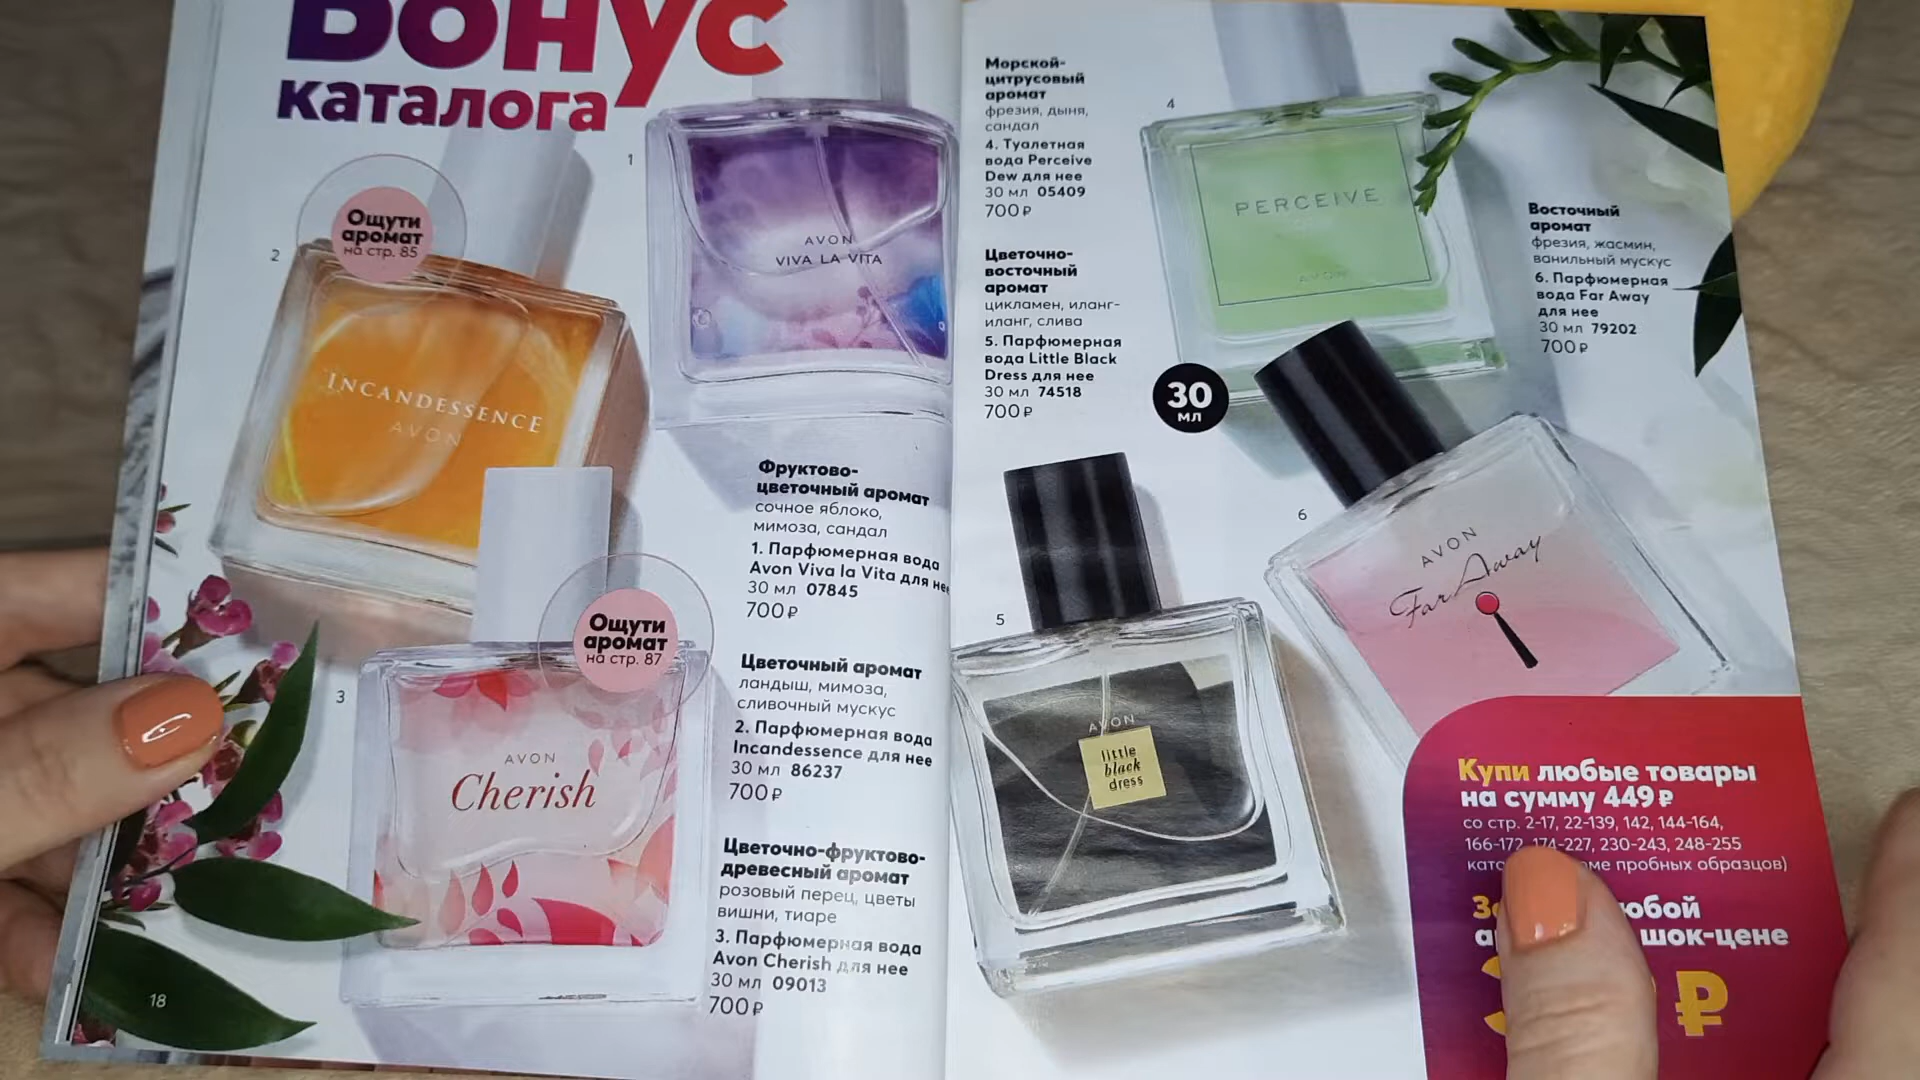 Бонус
каталога
1
2
Ощути
аромат
на стр. 85
AVON
VIVA LA VITA
INCANDESSENCE
AVON
Фруктово-
цветочный аромат
сочное яблоко,
мимоза, сандал
1. Парфюмерная вода
Avon Viva la Vita для нее
30 мл 07845
700 ₽
Ощути
аромат
на стр. 87
3
AVON
Cherish
Цветочный аромат
ландыш, мимоза,
сливочный мускус
2. Парфюмерная вода
Incandessence для нее
30 мл 86237
700 ₽
Цветочно-фруктово-
древесный аромат
розовый перец, цветы
вишни, тиаре
3. Парфюмерная вода
Avon Cherish для нее
30 мл 09013
700 ₽
18
Морской-
цитрусовый
аромат
фрезия, дыня,
сандал
4. Туалетная
вода Perceive
Dew для нее
30 мл 05409
700 ₽
Цветочно-
восточный
аромат
цикламен, иланг-
иланг, слива
5. Парфюмерная
вода Little Black
Dress для нее
30 мл 74518
700 ₽
4
PERCEIVE
AVON
30
мл
Восточный
аромат
фрезия, жасмин,
ванильный мускус
6. Парфюмерная
вода Far Away
для нее
30 мл 79202
700 ₽
5
AVON
little
black
dress
6
AVON
Far Away
Купи любые товары
на сумму 449 ₽
со стр. 2-17, 22-139, 142, 144-164,
166-172, 174-227, 230-243, 248-255
пробных образцов)
шок-цене
₽